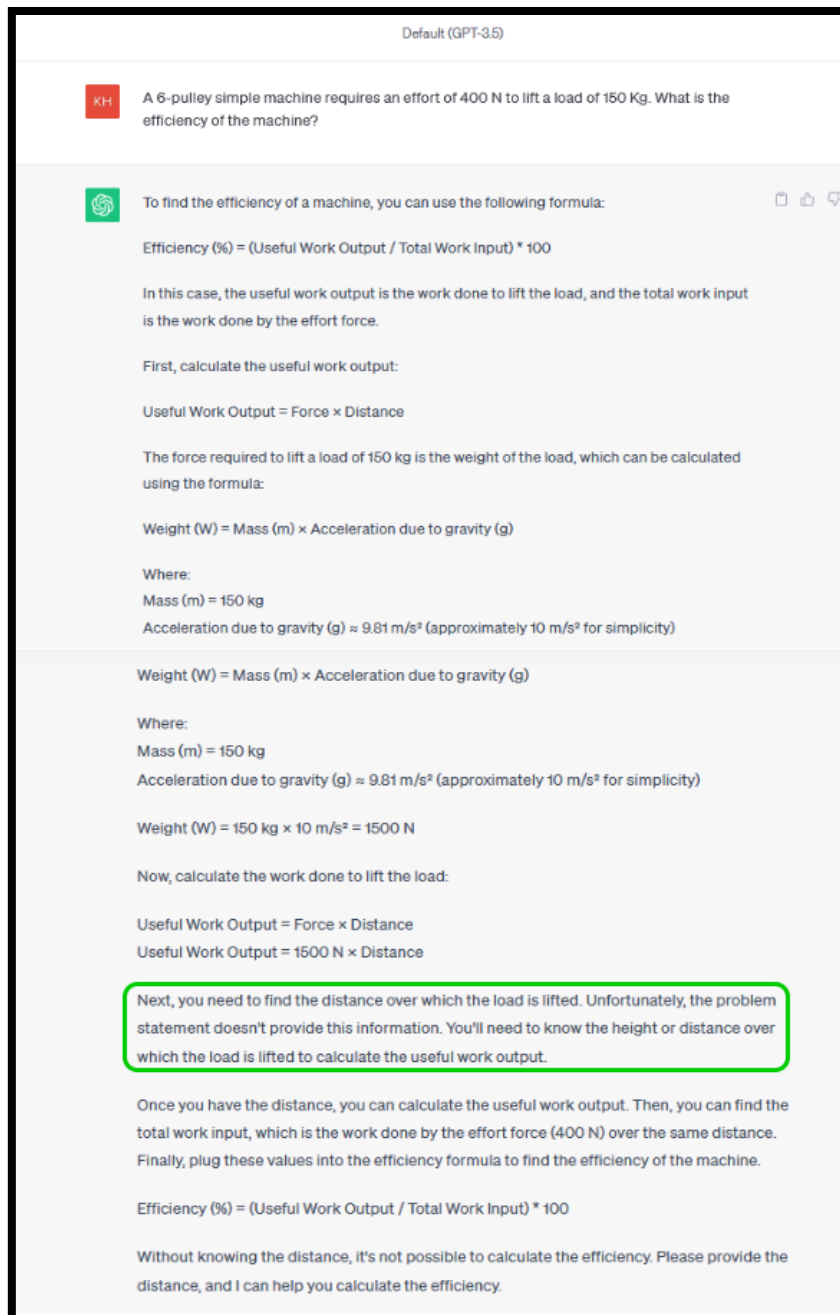 Default (GPT-3.5)
KH
A 6-pulley simple machine requires an effort of 400 N to lift a load of 150 Kg. What is the
efficiency of the machine?
To find the efficiency of a machine, you can use the following formula:
Efficiency (%) = (Useful Work Output / Total Work Input) * 100
In this case, the useful work output is the work done to lift the load, and the total work input
is the work done by the effort force.
First, calculate the useful work output:
Useful Work Output = Force × Distance
The force required to lift a load of 150 kg is the weight of the load, which can be calculated
using the formula:
Weight (W) = Mass (m) × Acceleration due to gravity (g)
Where:
Mass (m) = 150 kg
Acceleration due to gravity (g) ≈ 9.81 m/s² (approximately 10 m/s² for simplicity)
Weight (W) = Mass (m) × Acceleration due to gravity (g)
Where:
Mass (m) = 150 kg
Acceleration due to gravity (g) ≈ 9.81 m/s² (approximately 10 m/s² for simplicity)
Weight (W) = 150 kg × 10 m/s² = 1500 N
Now, calculate the work done to lift the load:
Useful Work Output = Force × Distance
Useful Work Output = 1500 N × Distance
Next, you need to find the distance over which the load is lifted. Unfortunately, the problem
statement doesn't provide this information. You'll need to know the height or distance over
which the load is lifted to calculate the useful work output.
Once you have the distance, you can calculate the useful work output. Then, you can find the
total work input, which is the work done by the effort force (400 N) over the same distance.
Finally, plug these values into the efficiency formula to find the efficiency of the machine.
Efficiency (%) = (Useful Work Output / Total Work Input) * 100
Without knowing the distance, it's not possible to calculate the efficiency. Please provide the
distance, and I can help you calculate the efficiency.